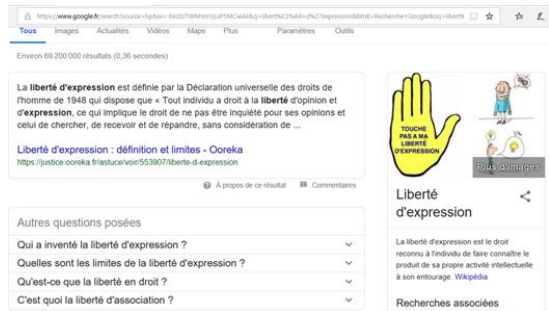 https://www.google.fr/search?source=hp&ei=
Tous Images Actualités Vidéos Maps Plus Paramètres Outils
Environ 69 200 000 résultats (0,36 secondes)
La liberté d'expression est définie par la Déclaration universelle des droits de
l'homme de 1948 qui dispose que « Tout individu a droit à la liberté d'opinion et
d'expression, ce qui implique le droit de ne pas être inquiété pour ses opinions et
celui de chercher, de recevoir et de répandre, sans considération de ...
Liberté d'expression : définition et limites - Ooreka
https://justice.ooreka.fr/astuce/voir/553907/liberte-d-expression
À propos de ce résultat Commentaires
Autres questions posées
Qui a inventé la liberté d'expression ?
Quelles sont les limites de la liberté d'expression ?
Qu'est-ce que la liberté en droit ?
C'est quoi la liberté d'association ?
TOUCHE
PAS A MA
LIBERTÉ
D'EXPRESSION
Plus d'images
Liberté
d'expression
La liberté d'expression est le droit
reconnu à l'individu de faire connaître le
produit de sa propre activité intellectuelle
à son entourage. Wikipédia
Recherches associées